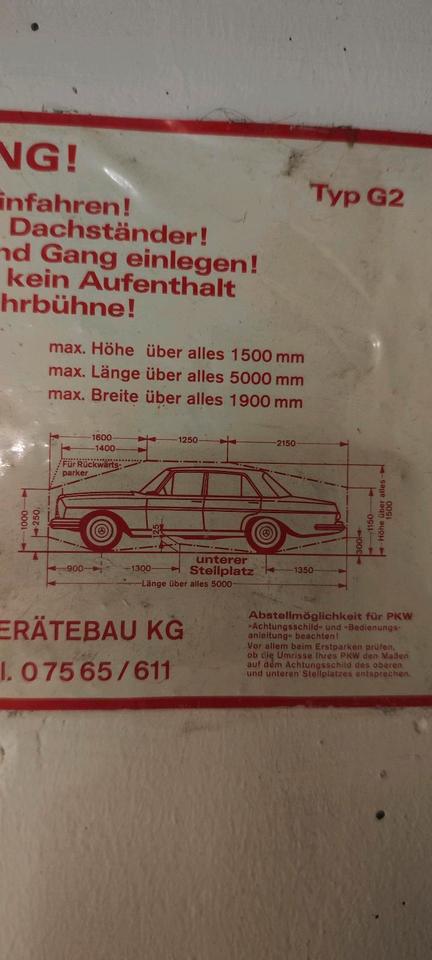 NG!
Typ G2
infahren!
Dachständer!
nd Gang einlegen!
kein Aufenthalt
hrbühne!
max. Höhe über alles 1500 mm
max. Länge über alles 5000 mm
max. Breite über alles 1900 mm
1600 1250 2150
1400
Für Rückwärts-
parker
1000
250
125
300
1150
Höhe über alles 1500
unterer
Stellplatz
900 1300 1350
Länge über alles 5000
ERÄTEBAU KG
l. 07565/611
Abstellmöglichkeit für PKW
»Achtungsschild« und »Bedienungs-
anleitung« beachten!
Vor allem beim Erstparken prüfen,
ob die Umrisse Ihres PKW den Maßen
auf dem Achtungsschild des oberen
und unteren Stellplatzes entsprechen.